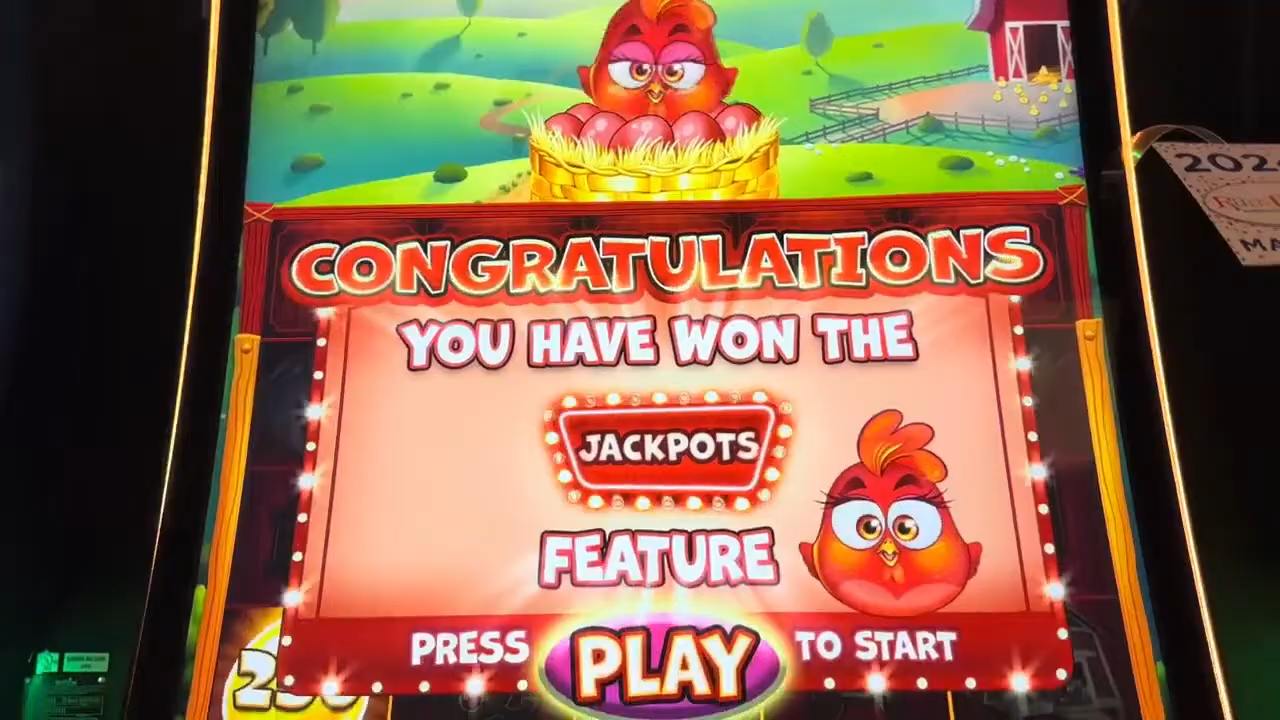 CONGRATULATIONS
YOU HAVE WON THE
JACKPOTS
FEATURE
PRESS PLAY TO START